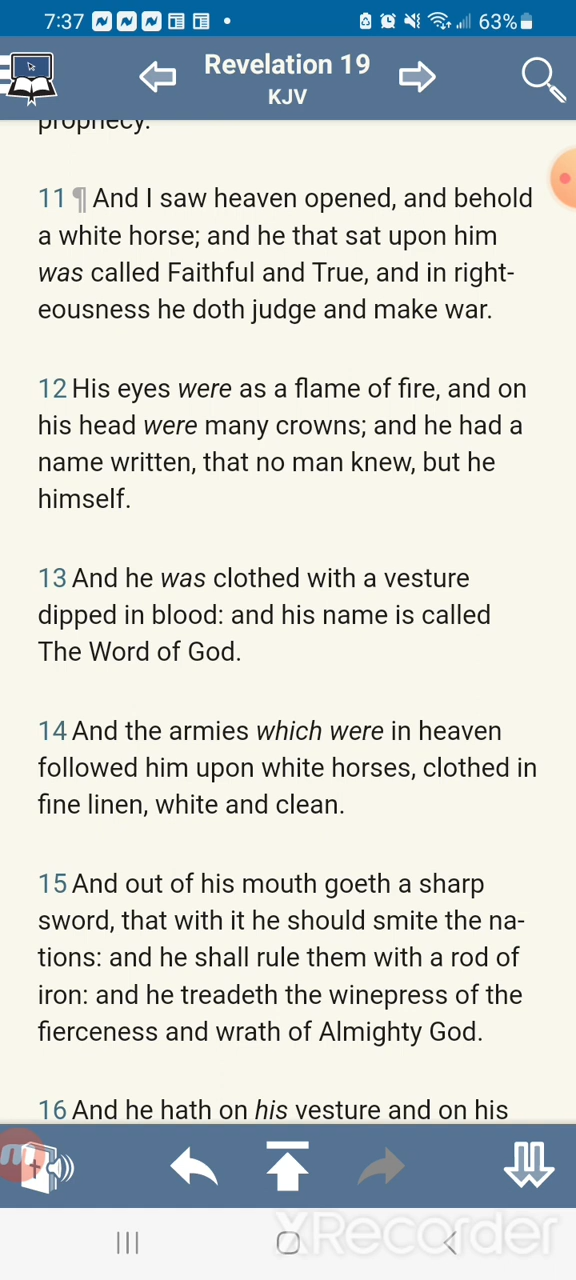 7:37
63%
Revelation 19
KJV
prophecy.
11 ¶ And I saw heaven opened, and behold
a white horse; and he that sat upon him
was called Faithful and True, and in right-
eousness he doth judge and make war.
12 His eyes were as a flame of fire, and on
his head were many crowns; and he had a
name written, that no man knew, but he
himself.
13 And he was clothed with a vesture
dipped in blood: and his name is called
The Word of God.
14 And the armies which were in heaven
followed him upon white horses, clothed in
fine linen, white and clean.
15 And out of his mouth goeth a sharp
sword, that with it he should smite the na-
tions: and he shall rule them with a rod of
iron: and he treadeth the winepress of the
fierceness and wrath of Almighty God.
16 And he hath on his vesture and on his
XRecorder